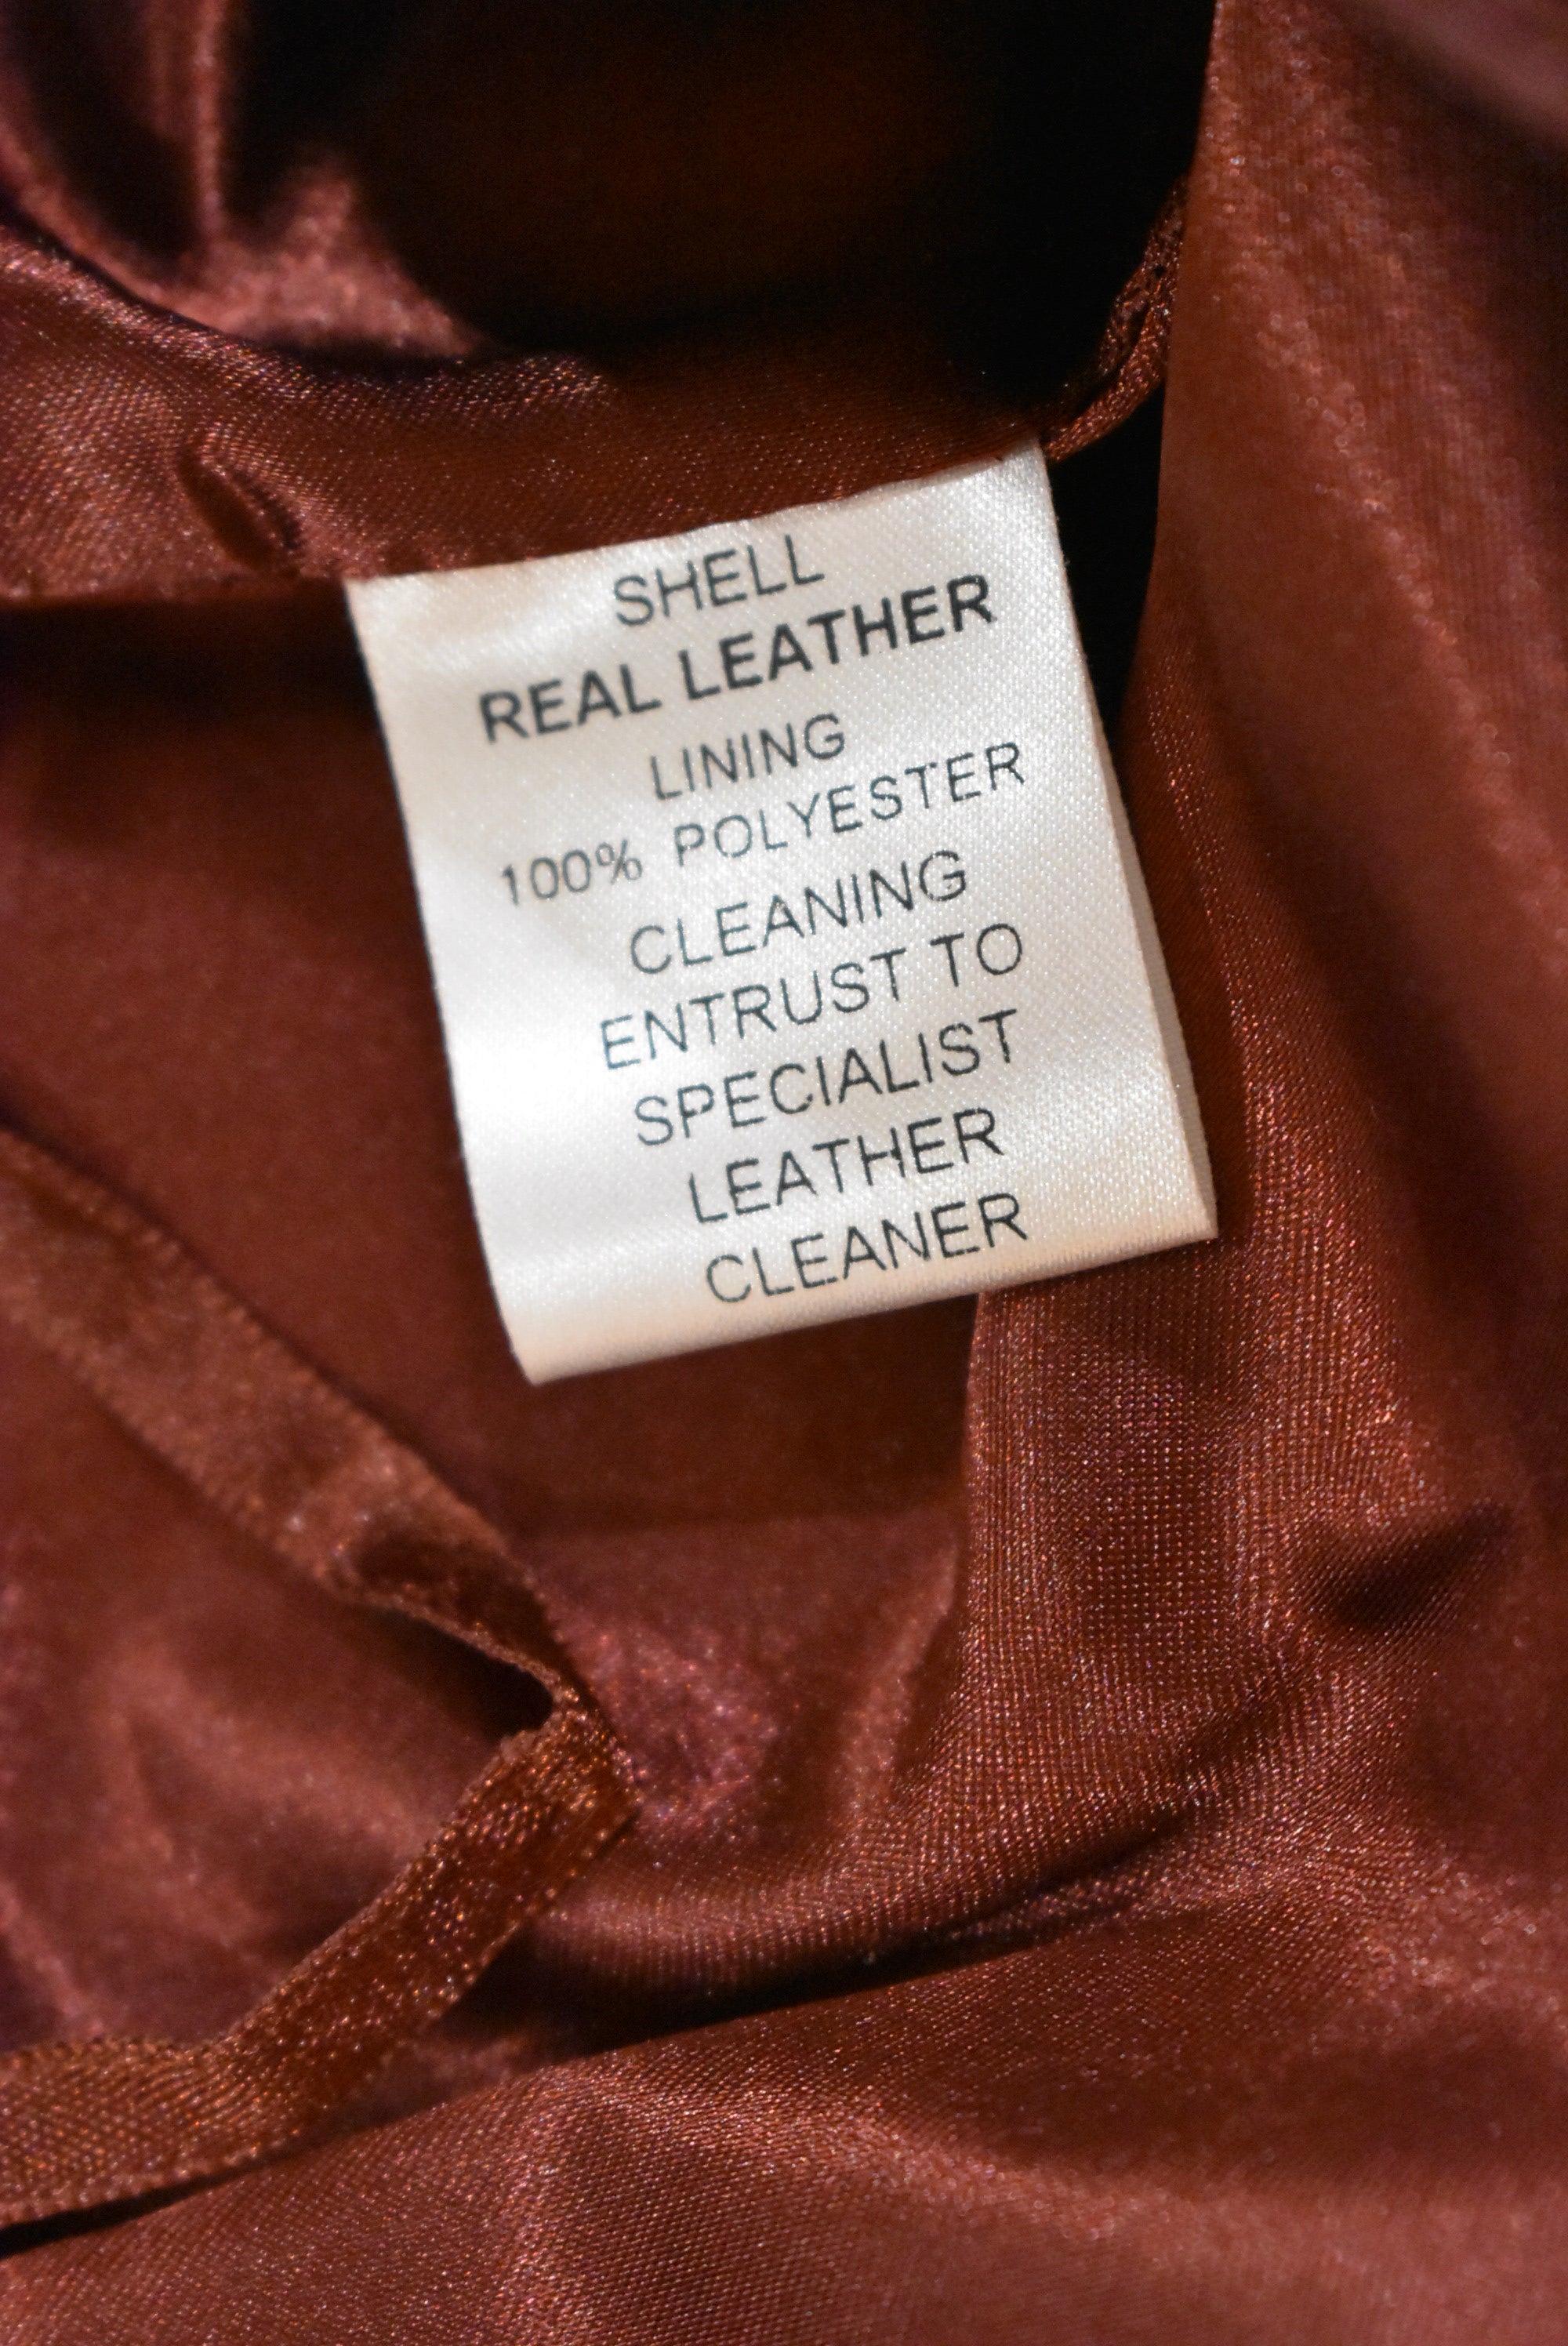 SHELL
REAL LEATHER
LINING
100% POLYESTER
CLEANING
ENTRUST TO
SPECIALIST
LEATHER
CLEANER